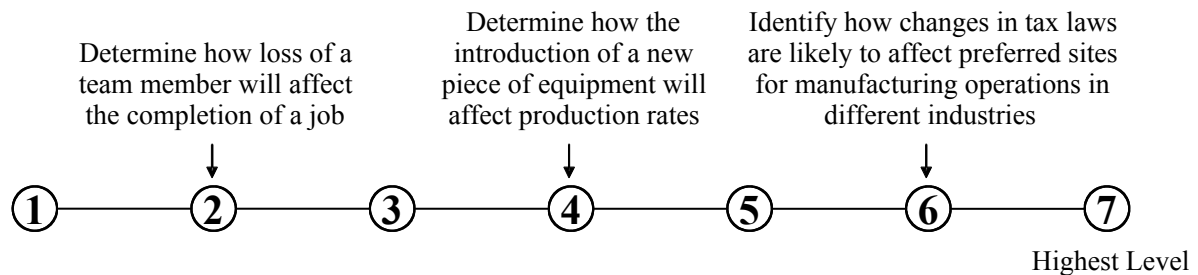 Determine how loss of a
team member will affect
the completion of a job
Determine how the
introduction of a new
piece of equipment will
affect production rates
Identify how changes in tax laws
are likely to affect preferred sites
for manufacturing operations in
different industries
1 2 3 4 5 6 7
Highest Level